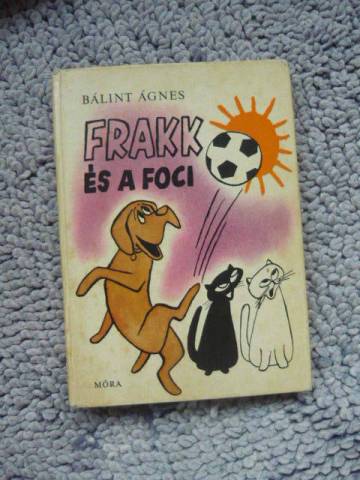 BÁLINT ÁGNES
FRAKK
ÉS A FOCI
MÓRA